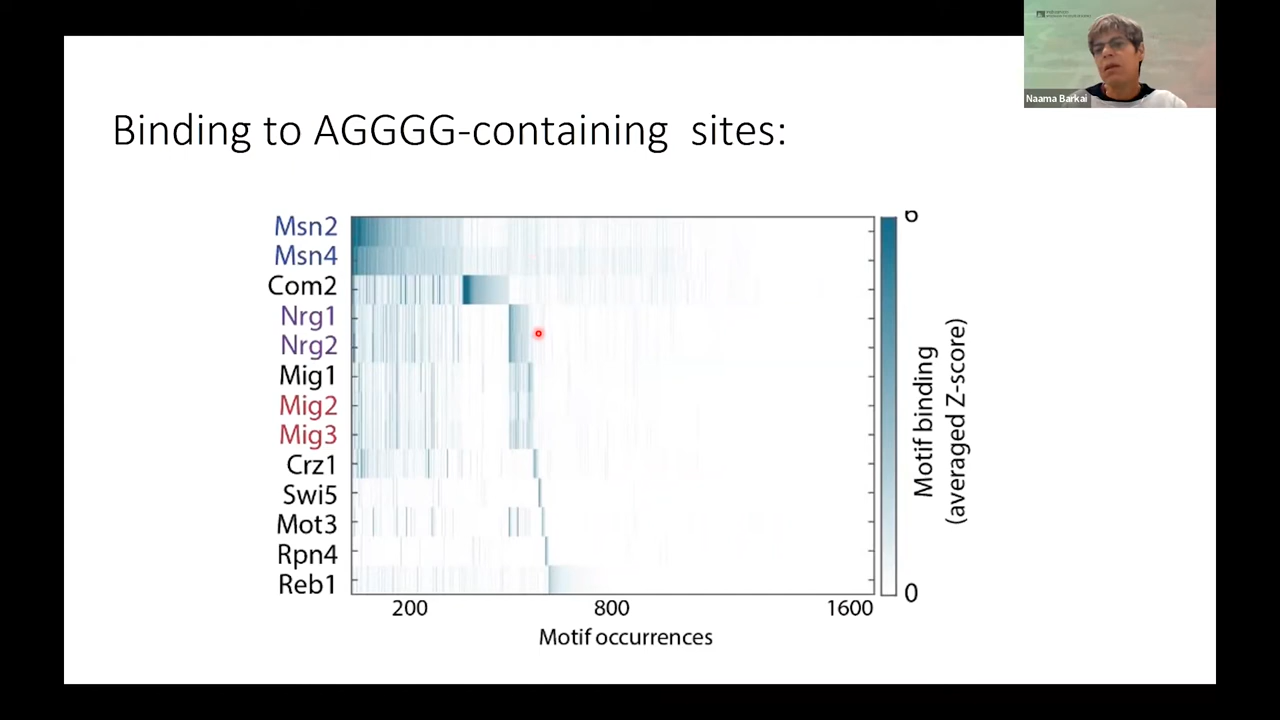 Naama Barkai
Binding to AGGGG-containing sites:
Msn2
Msn4
Com2
Nrg1
Nrg2
Mig1
Mig2
Mig3
Crz1
Swi5
Mot3
Rpn4
Reb1
200
800
1600
Motif occurrences
6
0
Motif binding
(averaged Z-score)